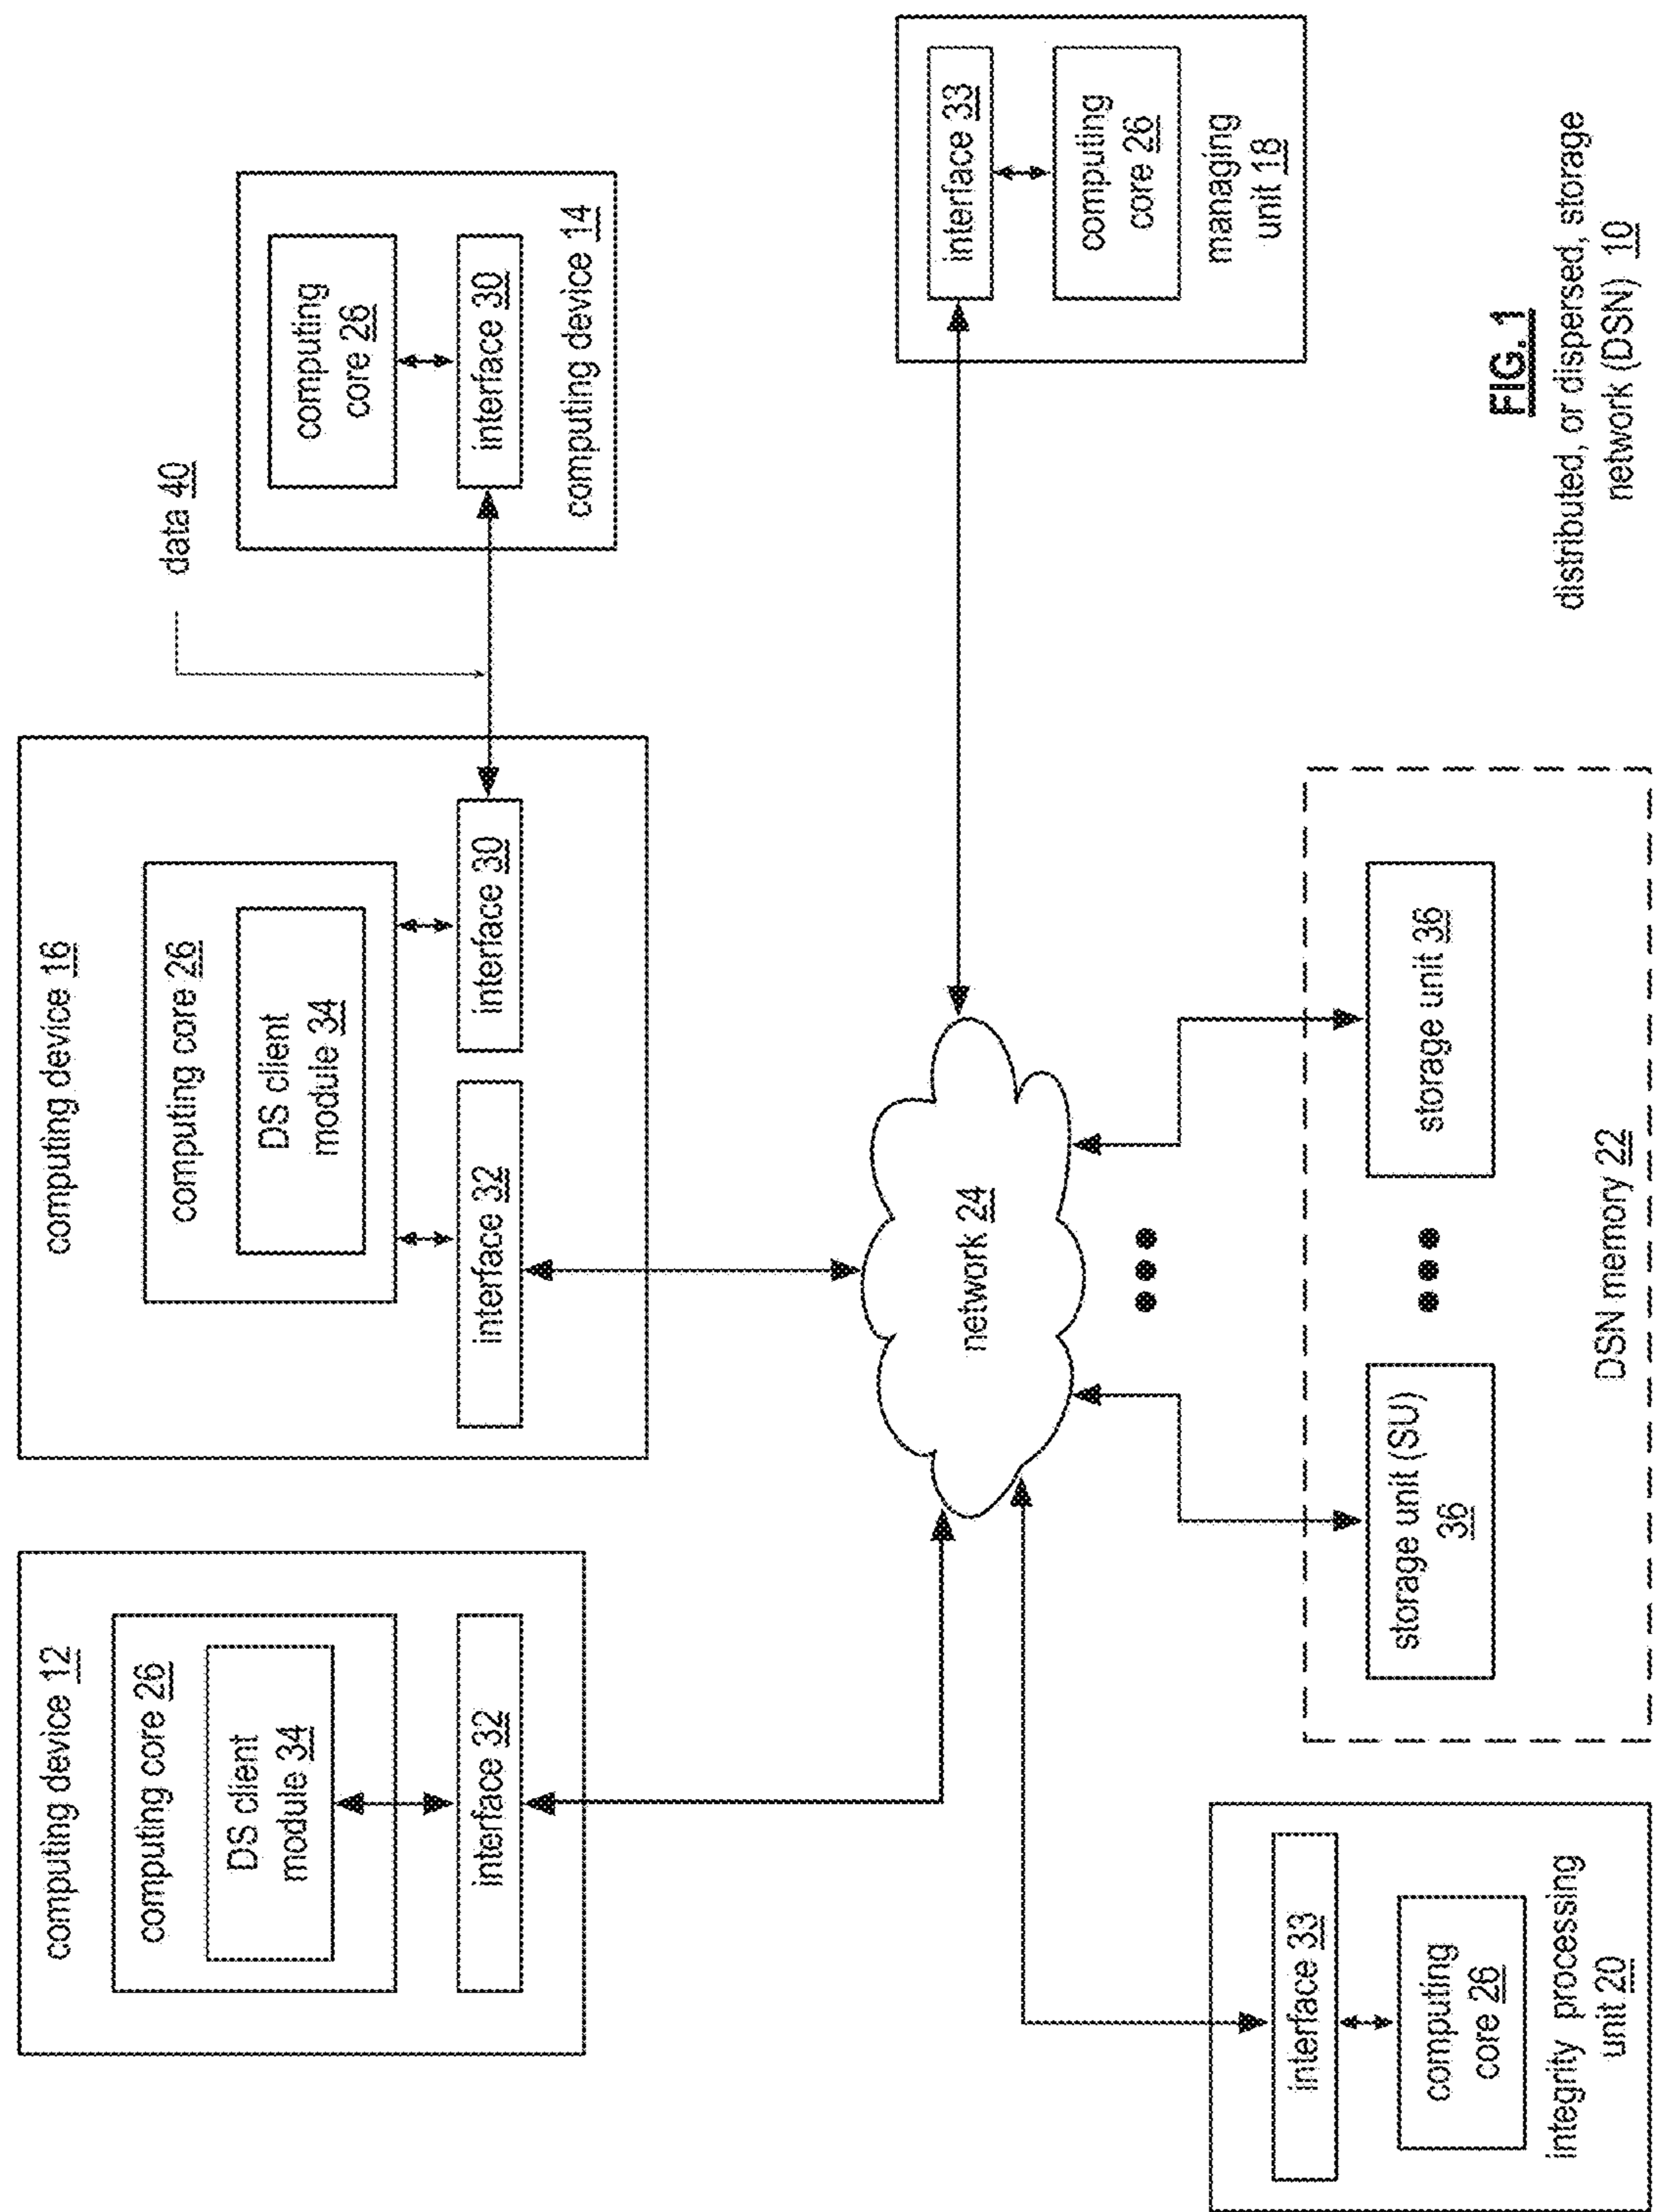 computing device 12
computing core 26
DS client
module 34
interface 32
computing device 16
computing core 26
DS client
module 34
interface 32
interface 30
data 40
computing
core 26
interface 30
computing device 14
network 24
interface 33
computing
core 26
managing
unit 18
interface 33
computing
core 26
integrity processing
unit 20
storage unit (SU)
36
storage unit 36
DSN memory 22
FIG. 1
distributed, or dispersed, storage
network (DSN) 10